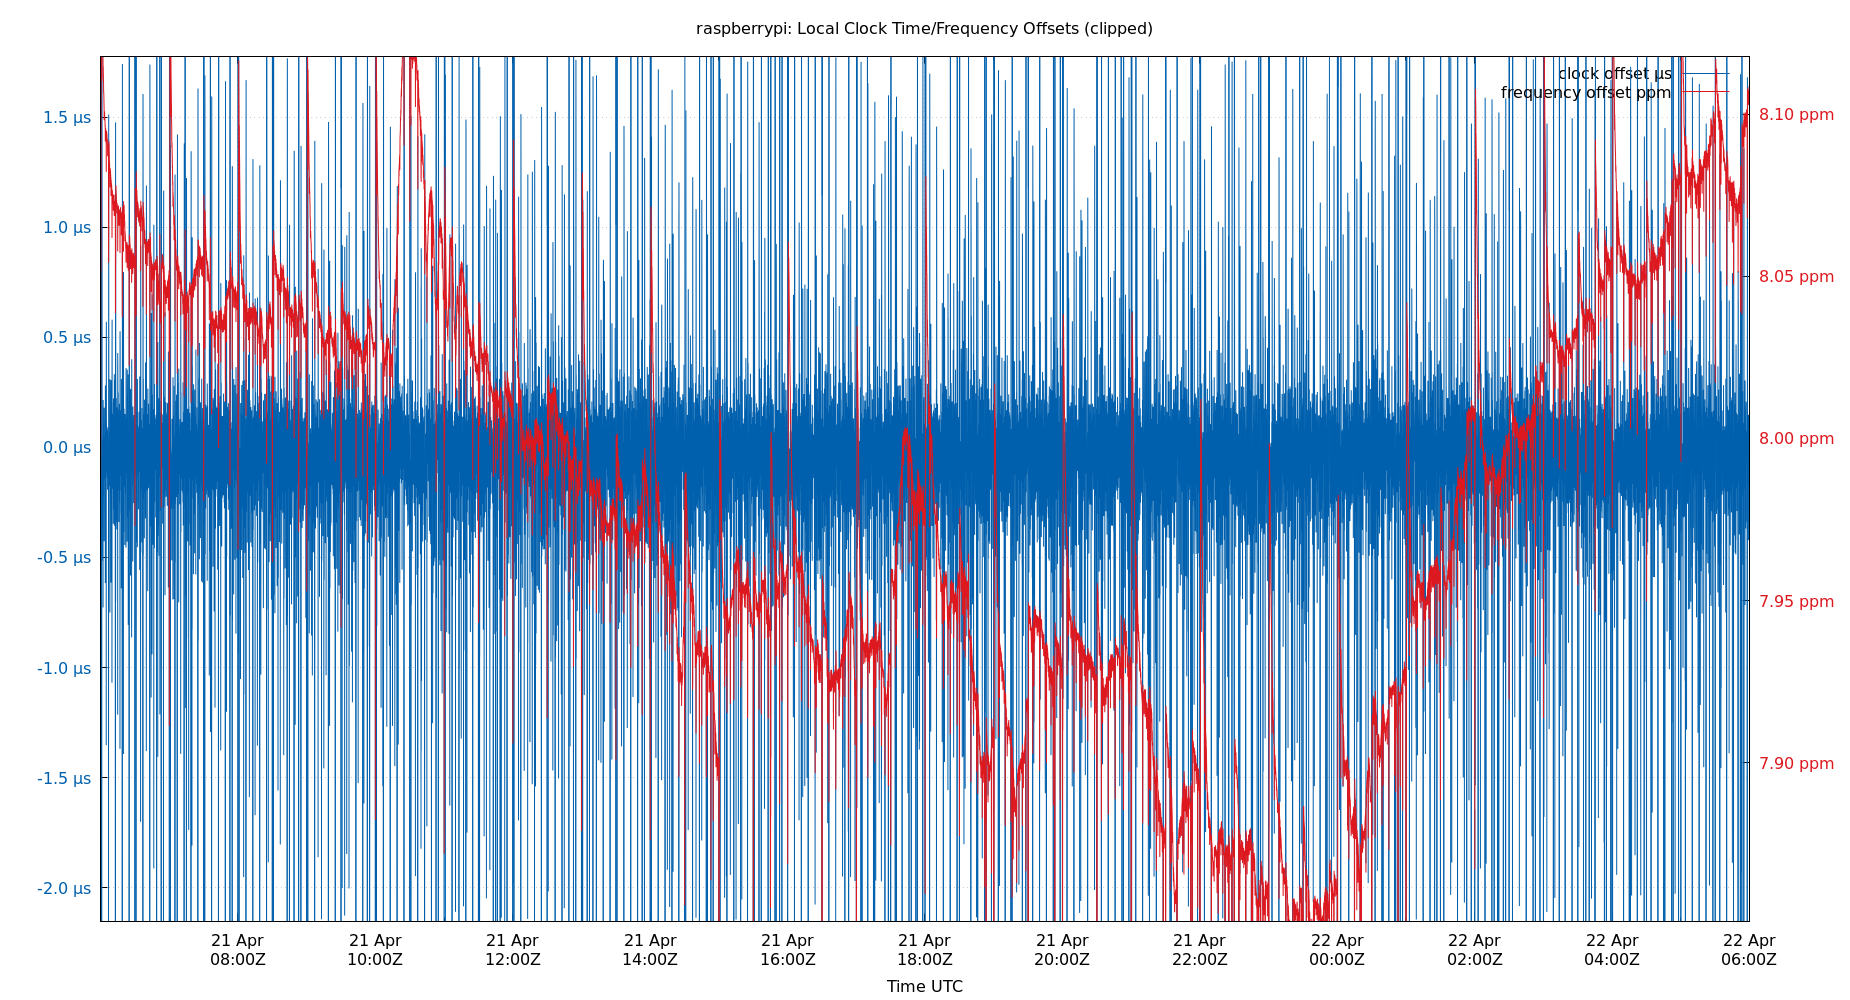 raspberrypi: Local Clock Time/Frequency Offsets (clipped)
clock offset µs
frequency offset ppm
1.5 µs
1.0 µs
0.5 µs
0.0 µs
-0.5 µs
-1.0 µs
-1.5 µs
-2.0 µs
8.10 ppm
8.05 ppm
8.00 ppm
7.95 ppm
7.90 ppm
21 Apr 21 Apr 21 Apr 21 Apr 21 Apr 21 Apr 21 Apr 21 Apr 22 Apr 22 Apr 22 Apr 22 Apr
08:00Z 10:00Z 12:00Z 14:00Z 16:00Z 18:00Z 20:00Z 22:00Z 00:00Z 02:00Z 04:00Z 06:00Z
Time UTC